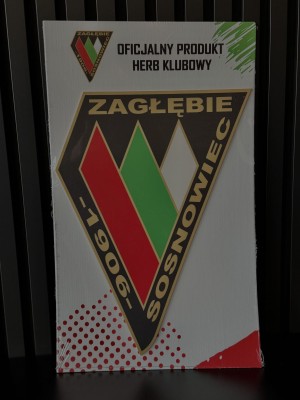 ZAGŁĘBIE
OFICJALNY PRODUKT
HERB KLUBOWY
ZAGŁĘBIE
SOSNOWIEC
-1906-